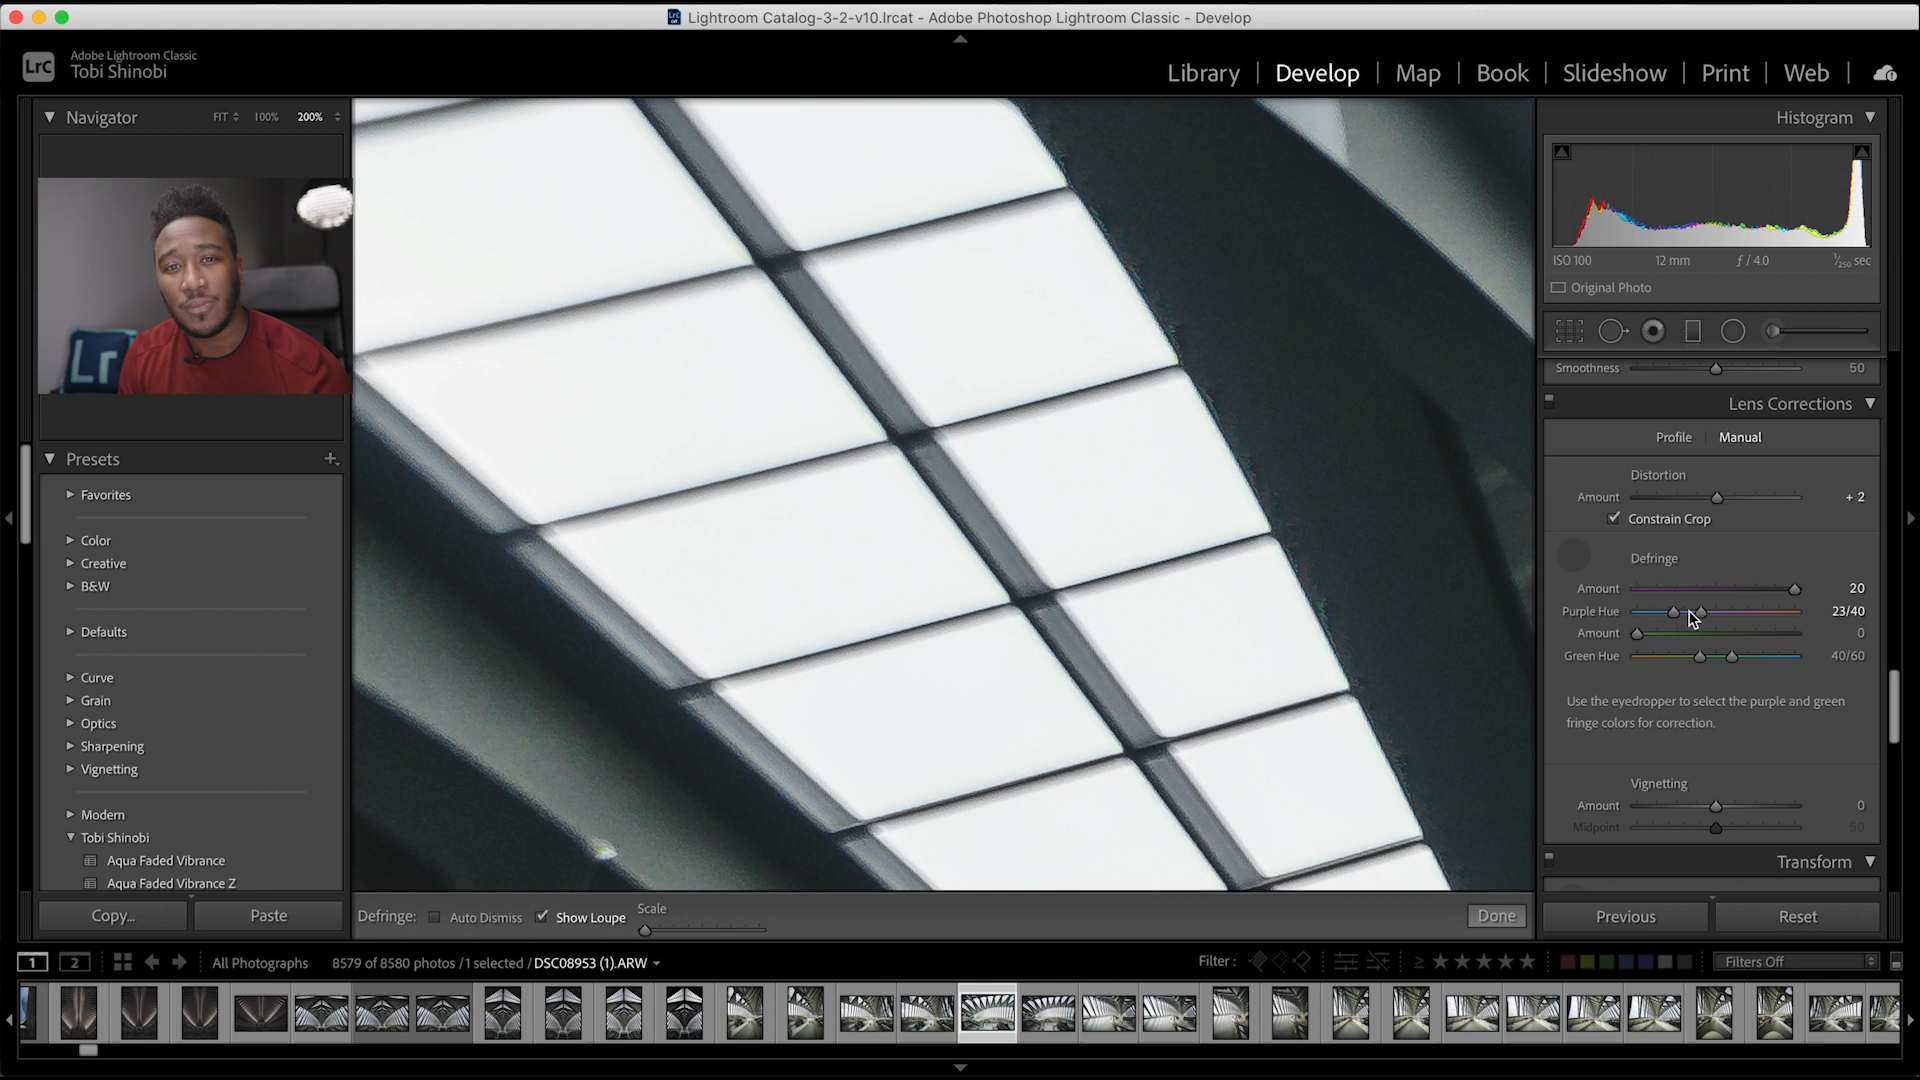 Lightroom Catalog-3-2-v10.lrcat - Adobe Photoshop Lightroom Classic - Develop
LrC
Adobe Lightroom Classic
Tobi Shinobi
Library | Develop | Map | Book | Slideshow | Print | Web |
Navigator
FIT 100% 200%
Lr
Presets
Favorites
Color
Creative
B&W
Defaults
Curve
Grain
Optics
Sharpening
Vignetting
Modern
Tobi Shinobi
Aqua Faded Vibrance
Aqua Faded Vibrance Z
Copy... Paste
Defringe: Auto Dismiss Show Loupe Scale
Done
Histogram
ISO 100 12 mm ƒ / 4.0 1/250 sec
Original Photo
Smoothness 50
Lens Corrections
Profile | Manual
Distortion
Amount + 2
Constrain Crop
Defringe
Amount 20
Purple Hue 23/40
Amount 0
Green Hue 40/60
Use the eyedropper to select the purple and green
fringe colors for correction.
Vignetting
Amount 0
Midpoint 50
Transform
Previous Reset
1 2 All Photographs 8579 of 8580 photos /1 selected / DSC08953 (1).ARW
Filter : ≥ ★★★★★ Filters Off